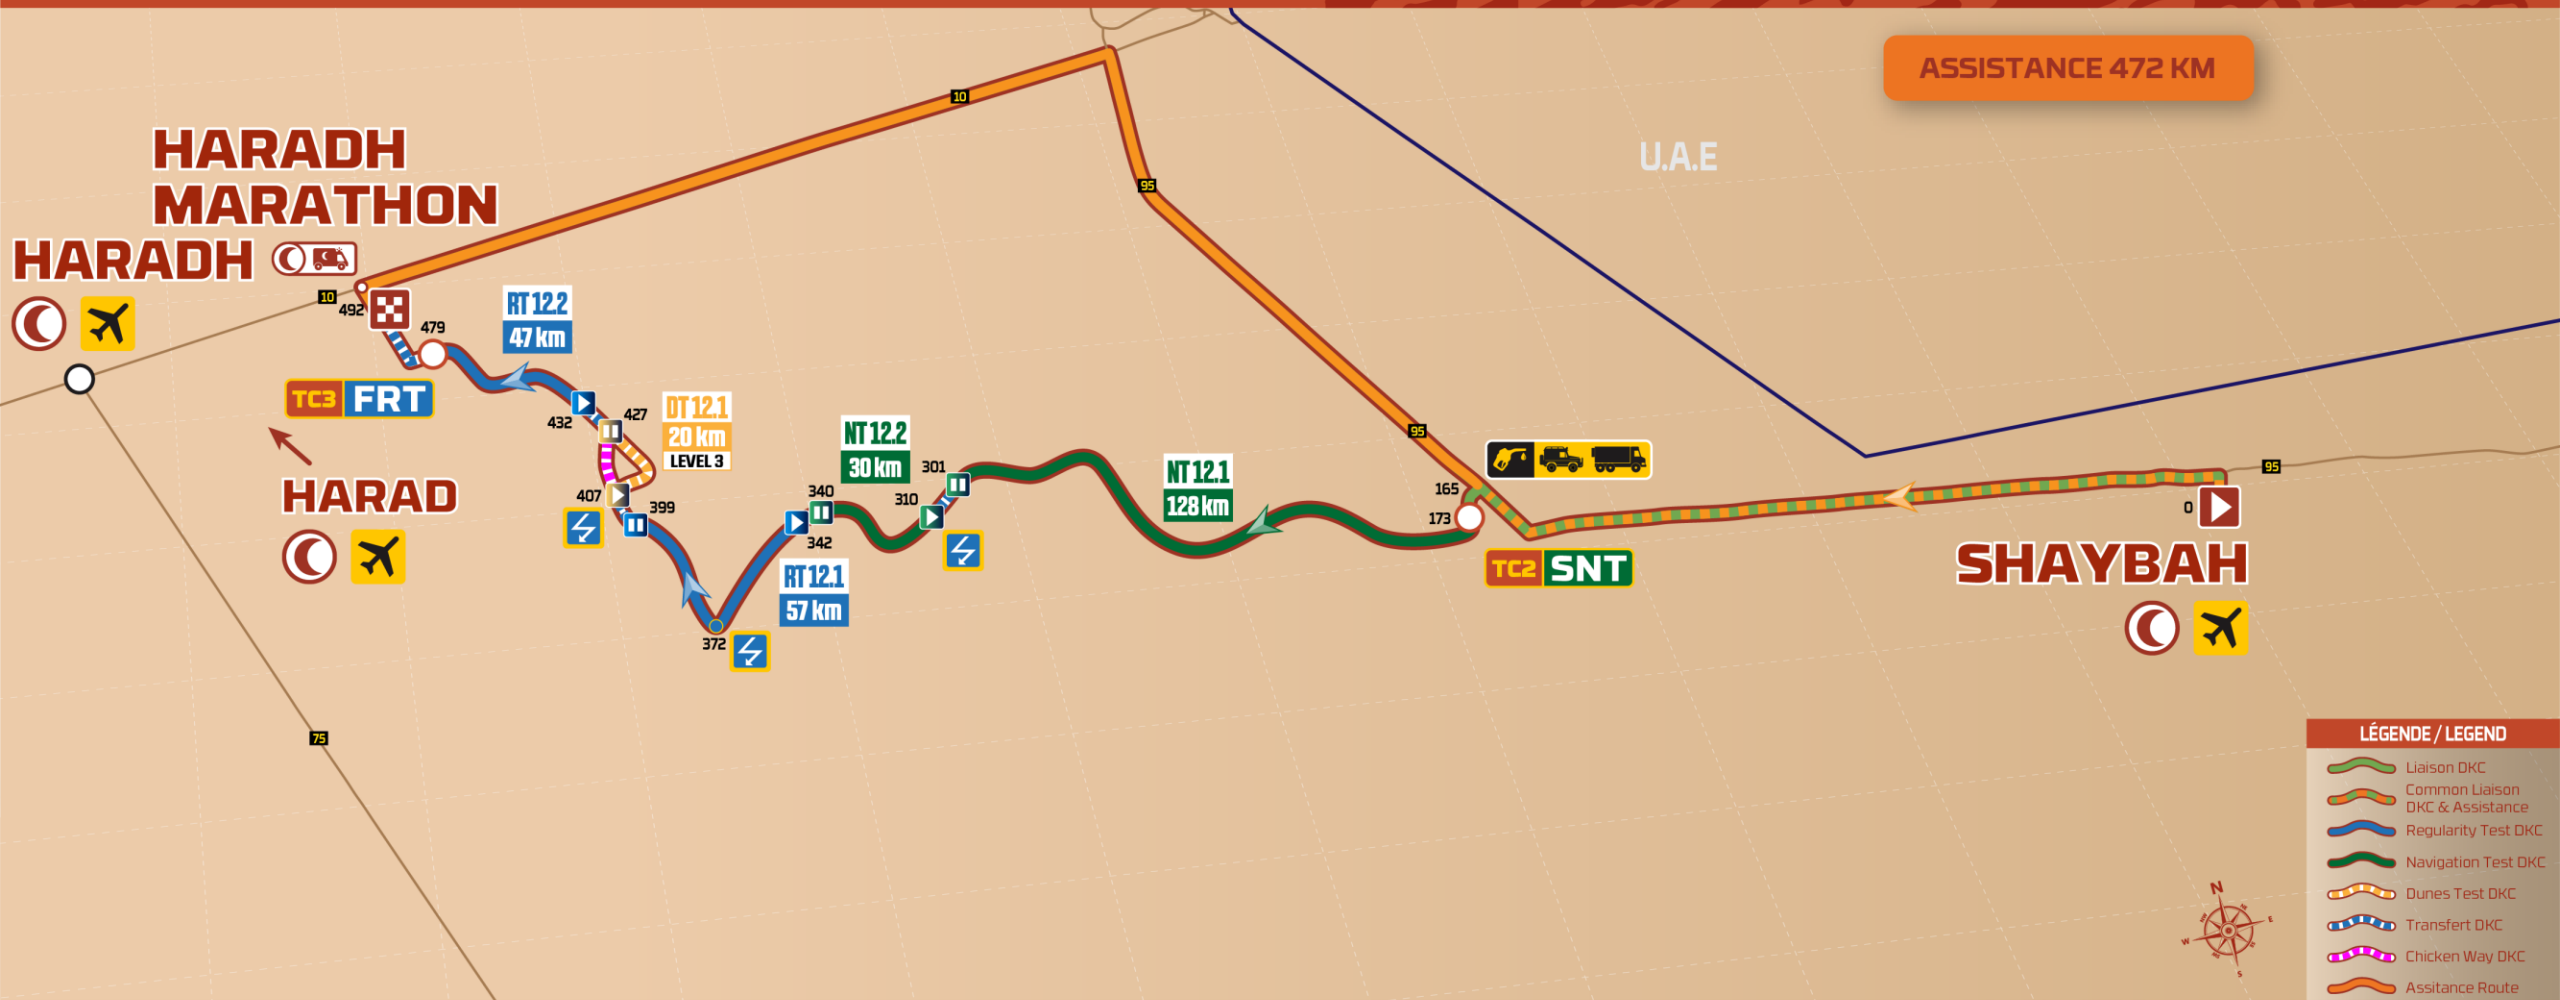 ASSISTANCE 472 KM
10
U.A.E
95
HARADH
MARATHON
HARADH
10
492
479
RT 12.2
47 km
TC3 FRT
432
427
DT 12.1
20 km
LEVEL 3
407
399
HARAD
NT 12.2
30 km
340
342
301
310
RT 12.1
57 km
372
NT 12.1
128 km
95
165
173
TC2 SNT
95
0
SHAYBAH
75
LÉGENDE / LEGEND
Liaison DKC
Common Liaison
DKC & Assistance
Regularity Test DKC
Navigation Test DKC
Dunes Test DKC
Transfert DKC
Chicken Way DKC
Assitance Route
N
E
W
S